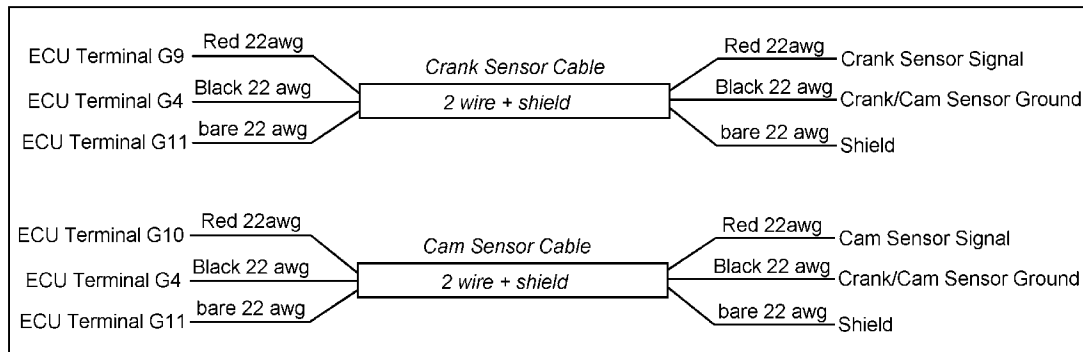 ECU Terminal G9
Red 22awg
Crank Sensor Cable
Red 22awg
Crank Sensor Signal
ECU Terminal G4
Black 22 awg
2 wire + shield
Black 22 awg
Crank/Cam Sensor Ground
ECU Terminal G11
bare 22 awg
bare 22 awg
Shield
ECU Terminal G10
Red 22awg
Cam Sensor Cable
Red 22awg
Cam Sensor Signal
ECU Terminal G4
Black 22 awg
2 wire + shield
Black 22 awg
Crank/Cam Sensor Ground
ECU Terminal G11
bare 22 awg
bare 22 awg
Shield